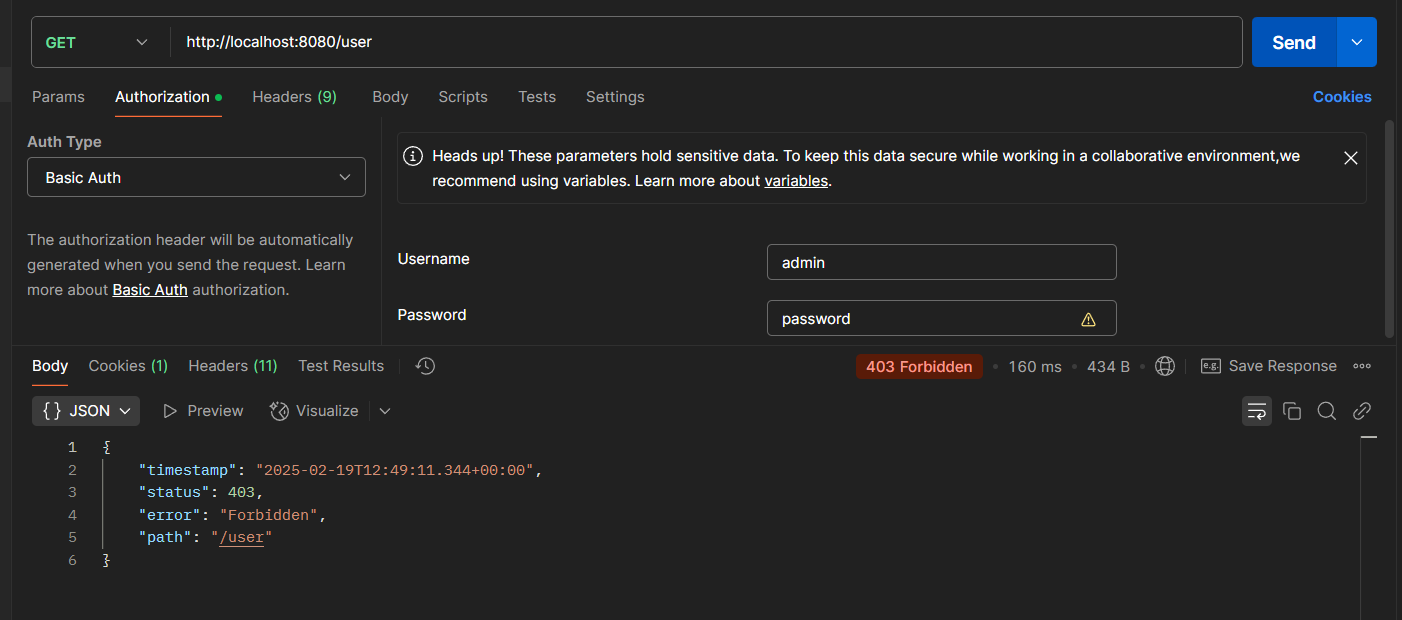 GET http://localhost:8080/user Send
Params Authorization Headers (9) Body Scripts Tests Settings Cookies
Auth Type
Basic Auth
The authorization header will be automatically
generated when you send the request. Learn
more about Basic Auth authorization.
Heads up! These parameters hold sensitive data. To keep this data secure while working in a collaborative environment,we
recommend using variables. Learn more about variables.
Username admin
Password password
Body Cookies (1) Headers (11) Test Results 403 Forbidden • 160 ms • 434 B • e.g. Save Response
{} JSON Preview Visualize
1 {
2 "timestamp": "2025-02-19T12:49:11.344+00:00",
3 "status": 403,
4 "error": "Forbidden",
5 "path": "/user"
6 }